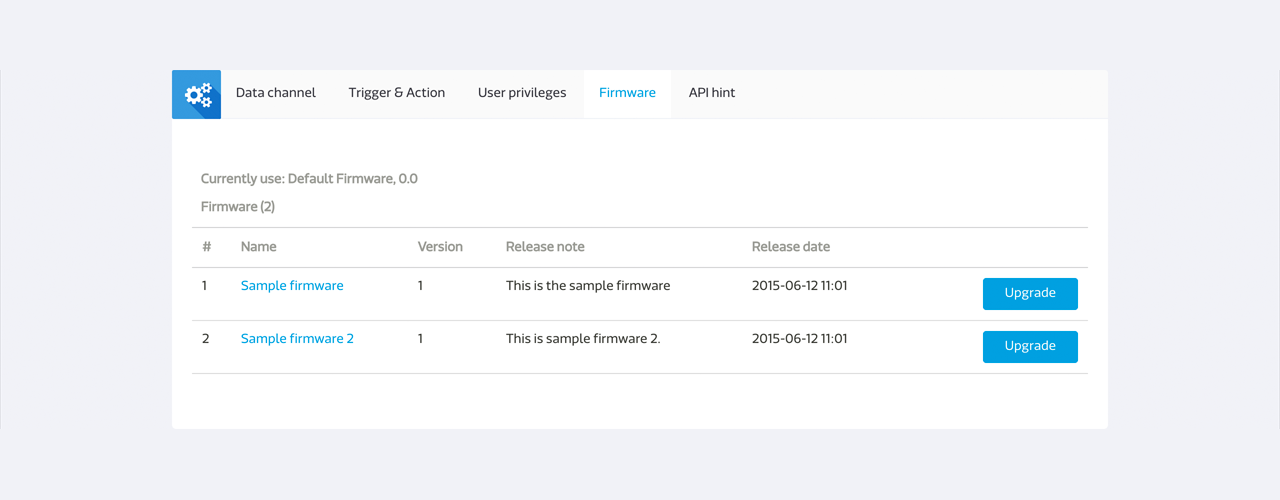 Data channel Trigger & Action User privileges Firmware API hint
Currently use: Default Firmware, 0.0
Firmware (2)
# Name Version Release note Release date
1 Sample firmware 1 This is the sample firmware 2015-06-12 11:01 Upgrade
2 Sample firmware 2 1 This is sample firmware 2. 2015-06-12 11:01 Upgrade